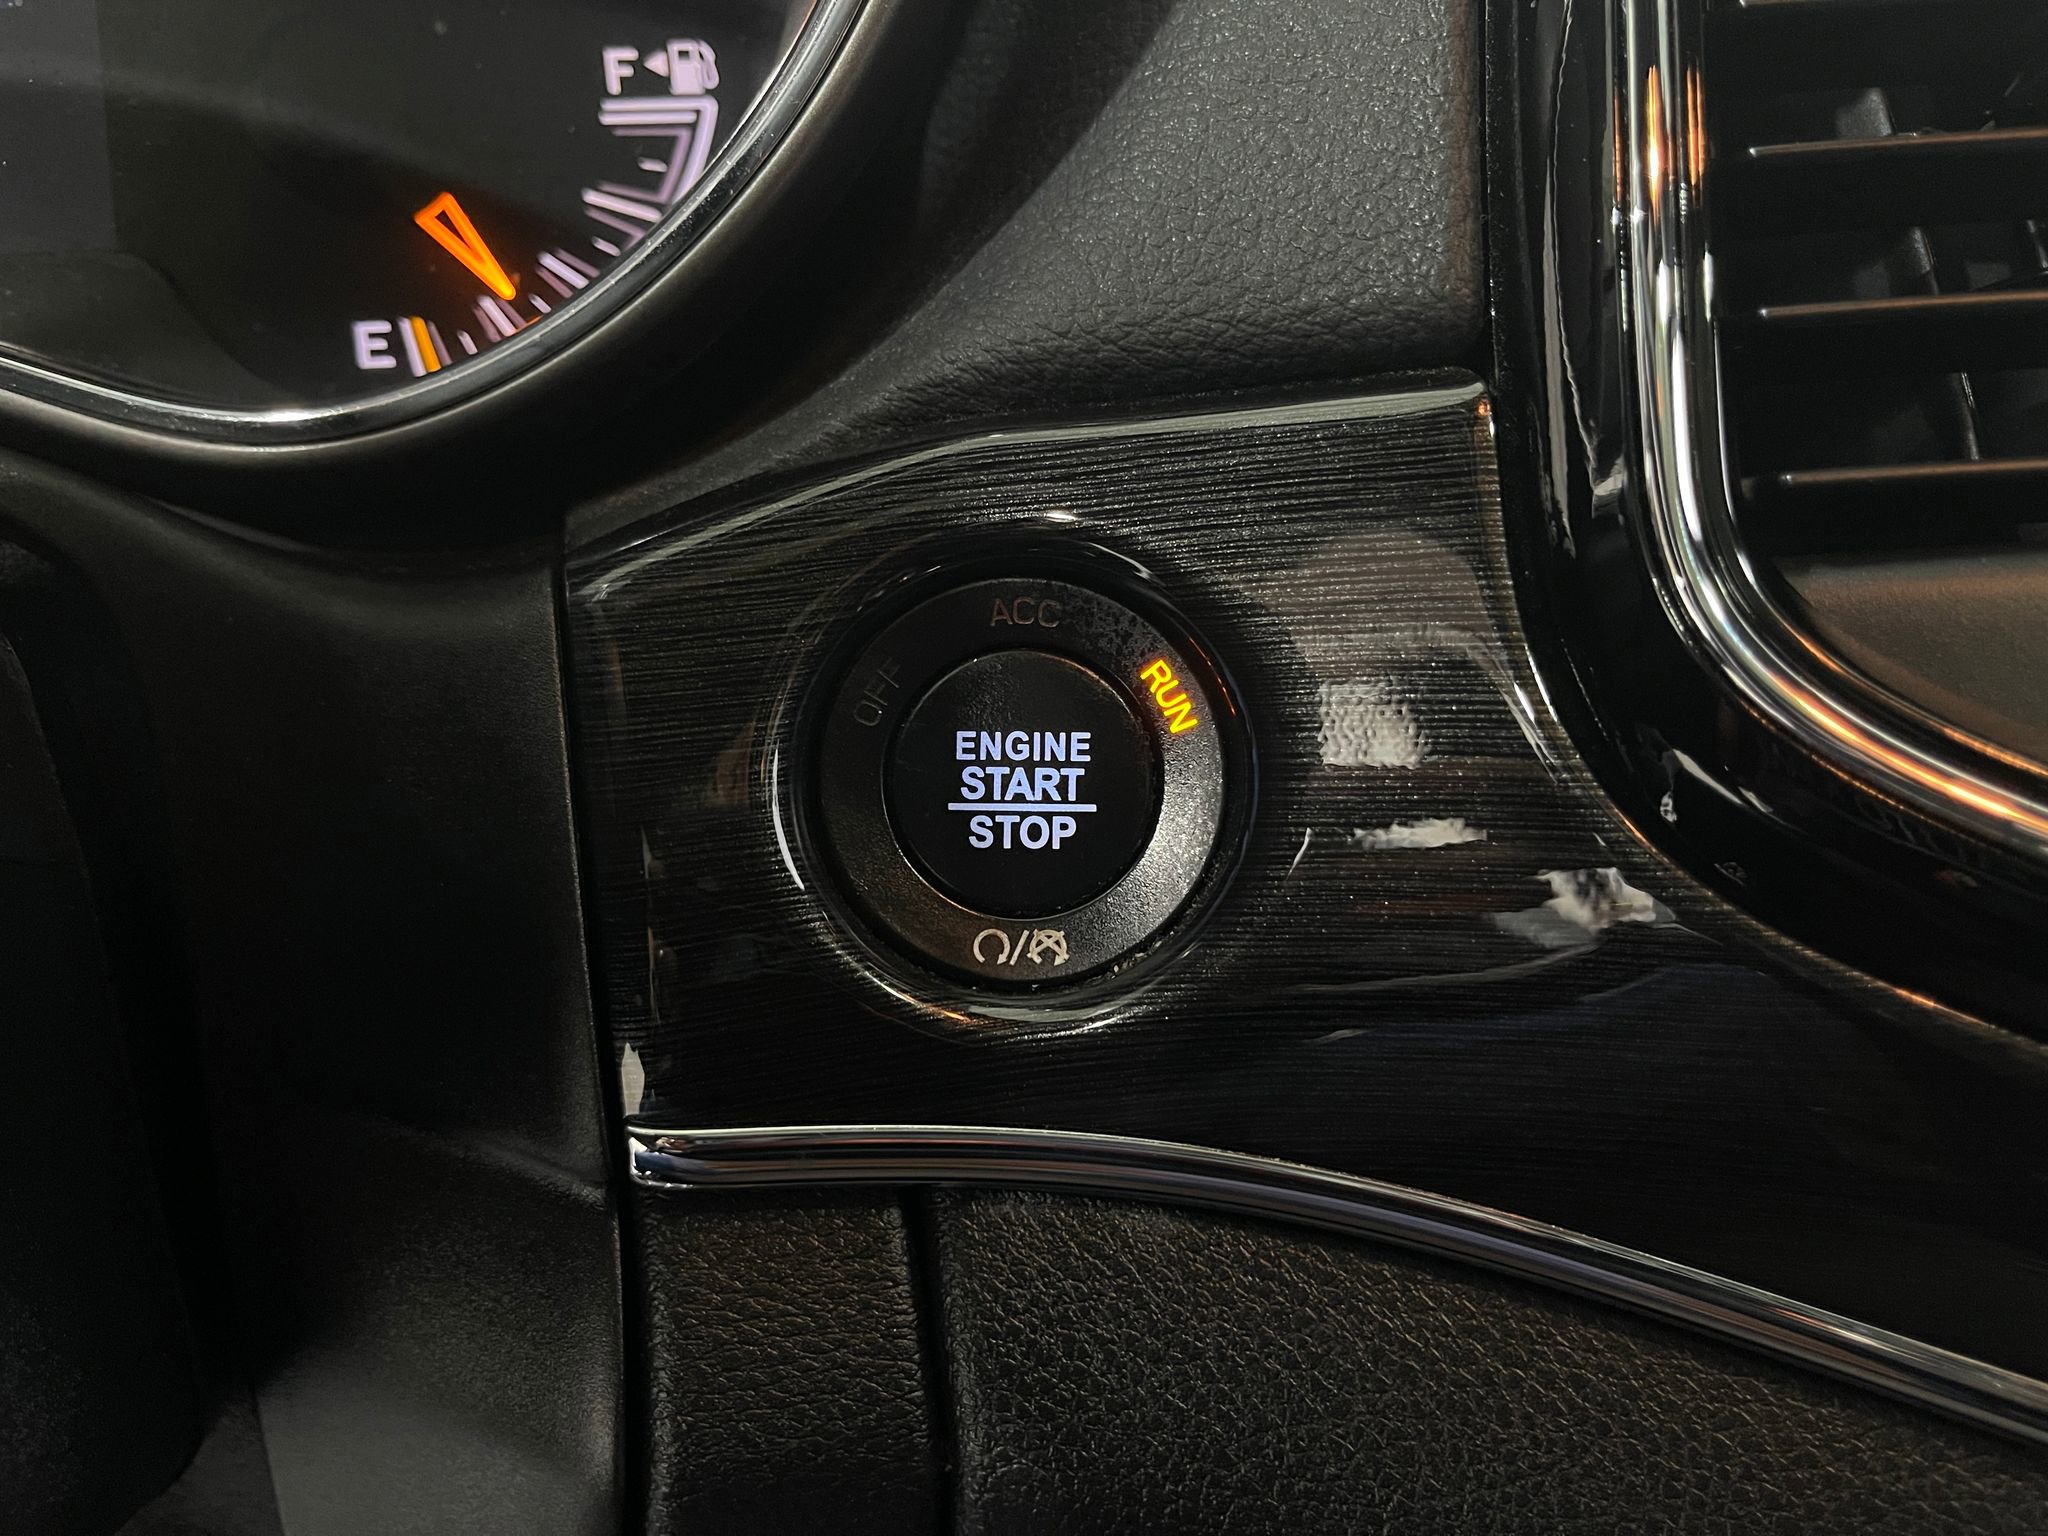 F
E
ACC
OFF
RUN
ENGINE
START
STOP